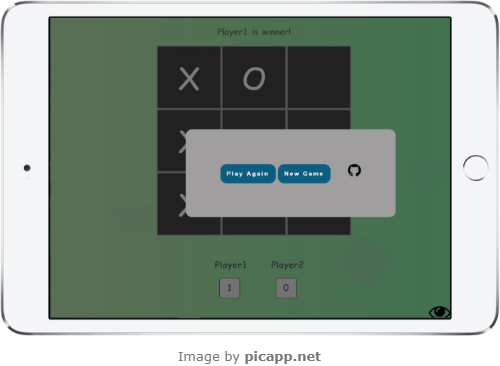 Player1 is winner!
X O
X
X
Play Again New Game
Player1 Player2
1 0
Image by picapp.net